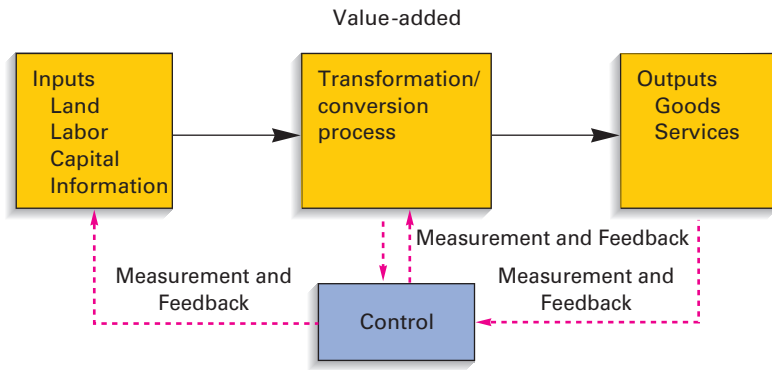 Value-added
Inputs
Land
Labor
Capital
Information
Transformation/
conversion
process
Outputs
Goods
Services
Measurement and Feedback
Measurement and
Feedback
Measurement and
Feedback
Control